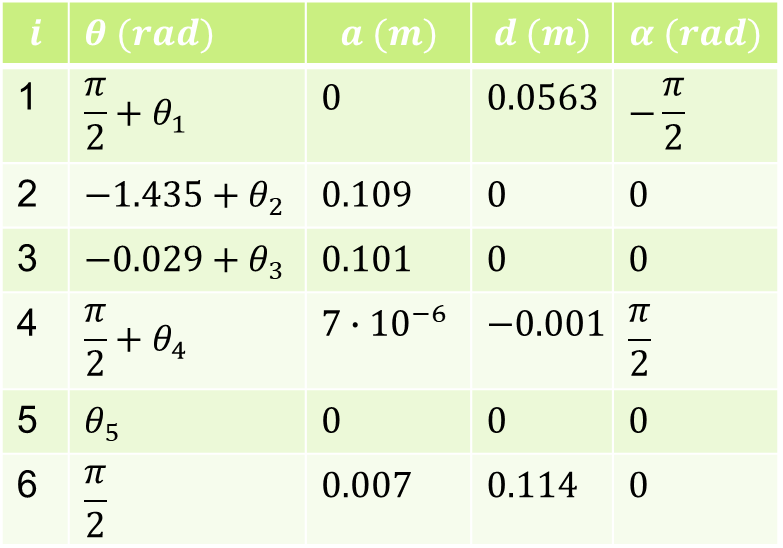 i θ (rad) a (m) d (m) α (rad)
1 π/2 + θ₁ 0 0.0563 −π/2
2 −1.435 + θ₂ 0.109 0 0
3 −0.029 + θ₃ 0.101 0 0
4 π/2 + θ₄ 7 · 10⁻⁶ −0.001 π/2
5 θ₅ 0 0 0
6 π/2 0.007 0.114 0